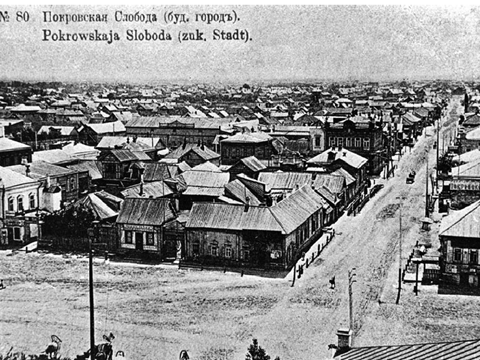 № 80 Покровская Слобода (буд. городъ).
Pokrowskaja Sloboda (zuk. Stadt).